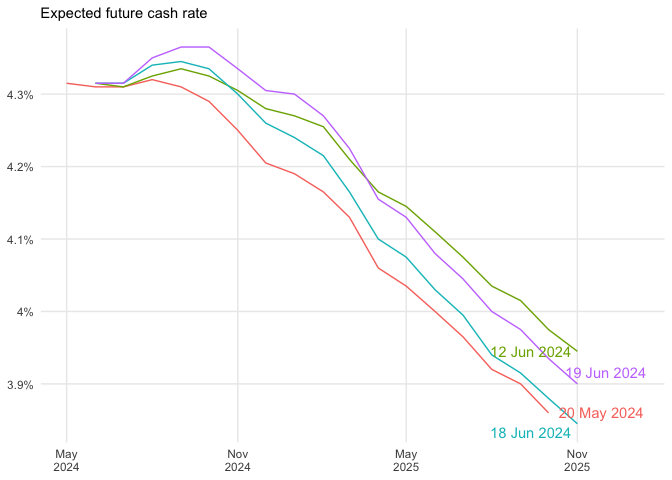 Expected future cash rate
4.3%
4.2%
4.1%
4%
3.9%
12 Jun 2024
19 Jun 2024
20 May 2024
18 Jun 2024
May
2024
Nov
2024
May
2025
Nov
2025